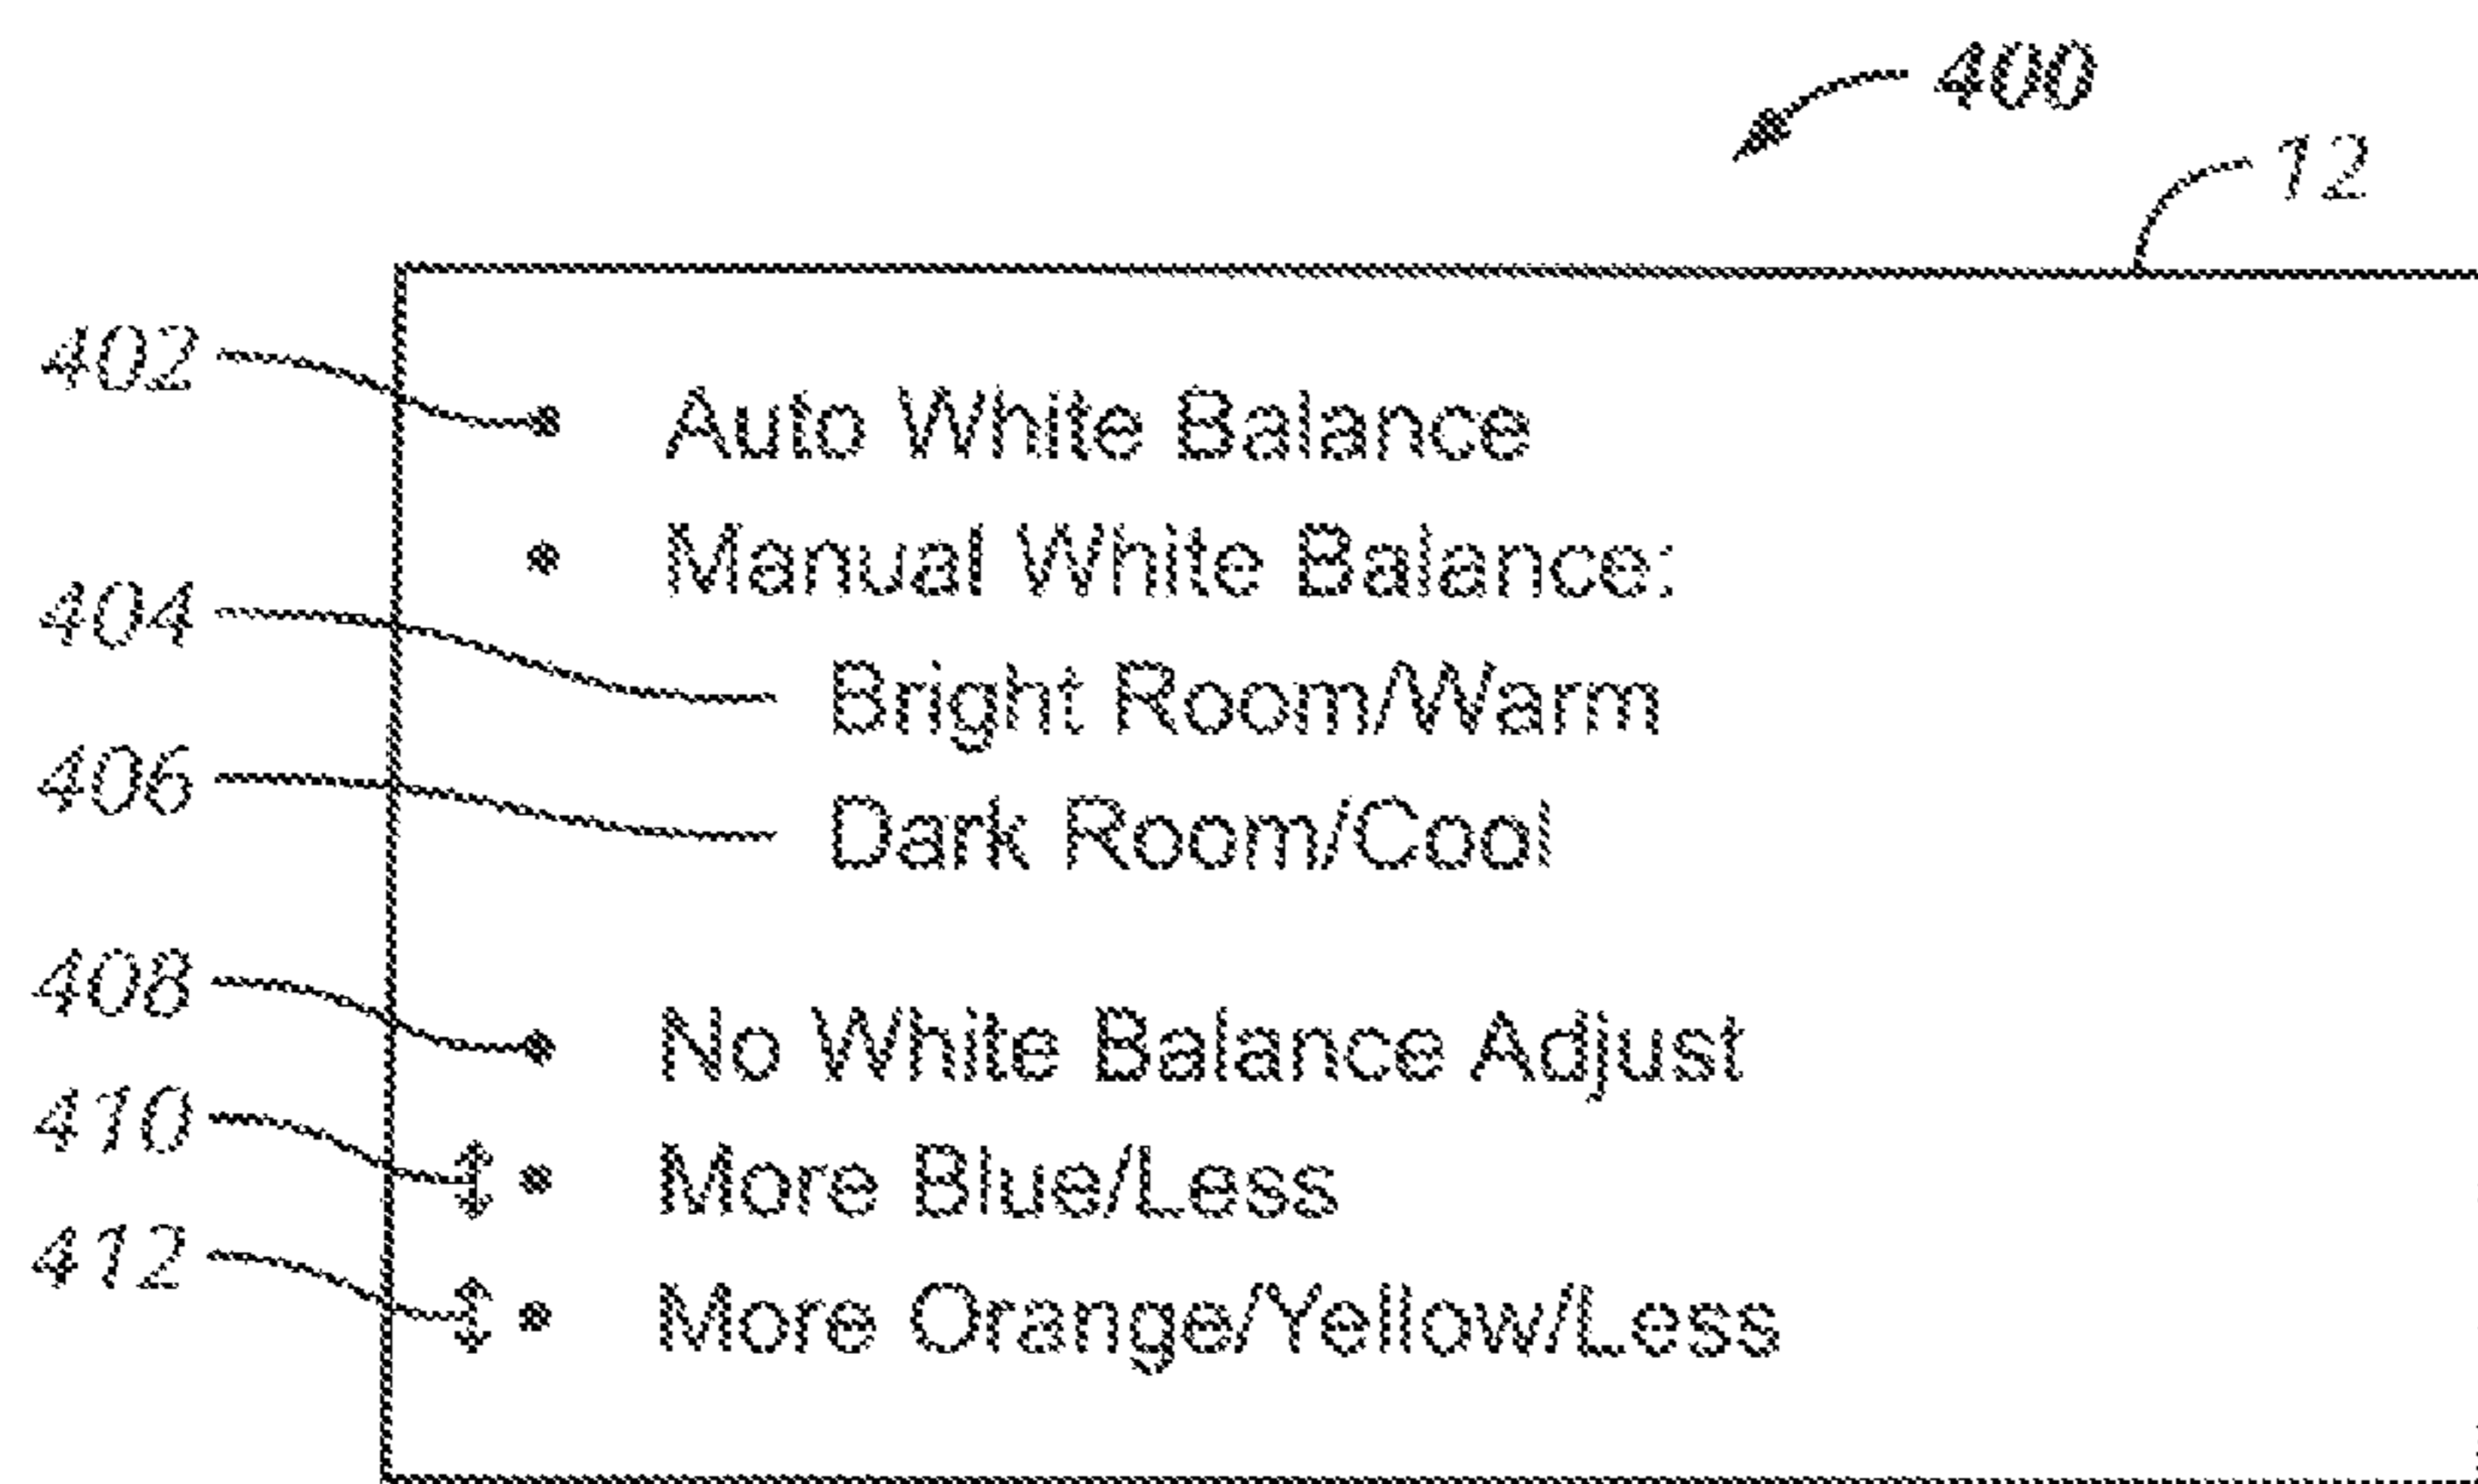 400
12
402 • Auto White Balance
• Manual White Balance:
404 Bright Room/Warm
406 Dark Room/Cool
408 • No White Balance Adjust
410 ↕ • More Blue/Less
412 ↕ • More Orange/Yellow/Less